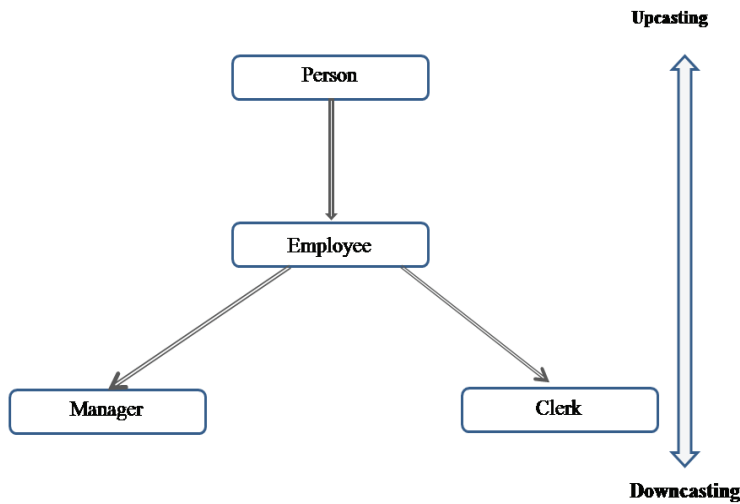 Upcasting
Person
Employee
Manager
Clerk
Downcasting